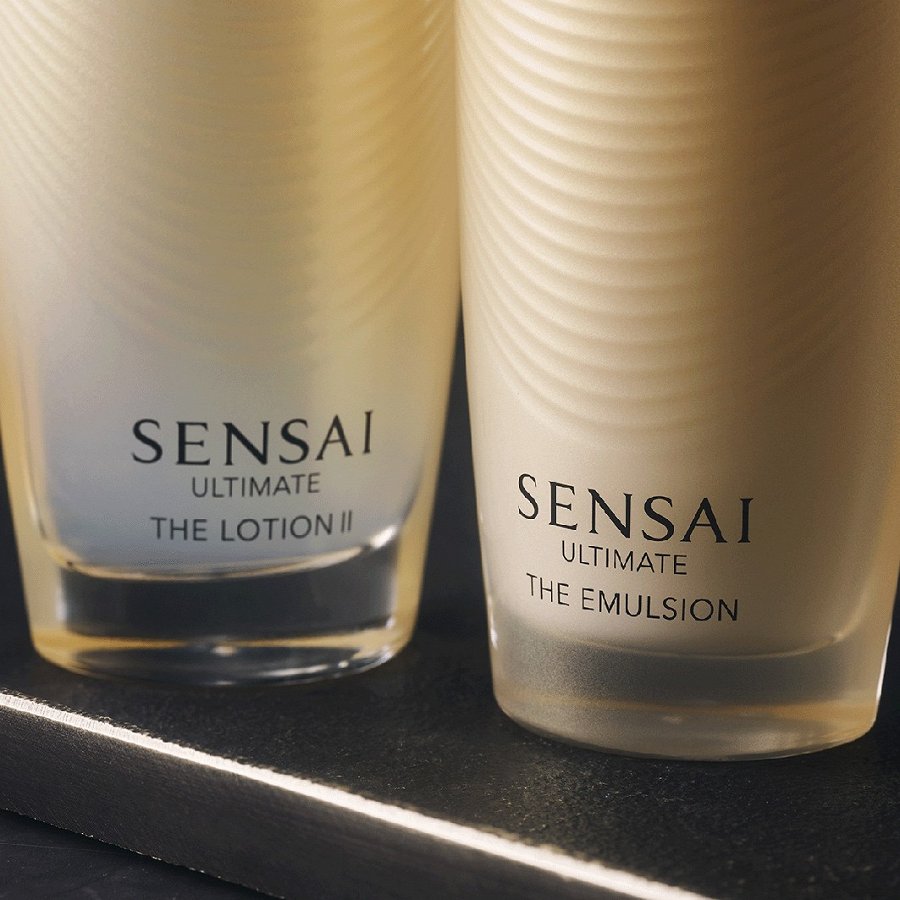 SENSAI
ULTIMATE
THE LOTION II
SENSAI
ULTIMATE
THE EMULSION